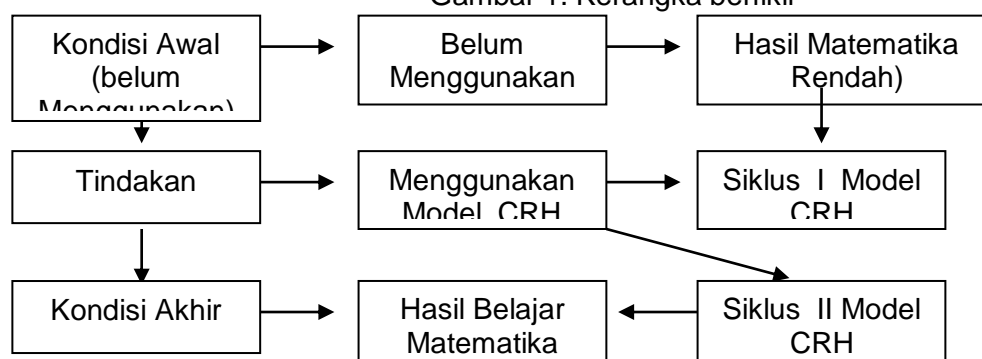 Gambar 1. Kerangka berfikir
Kondisi Awal
(belum
Menggunakan)
Belum
Menggunakan
Hasil Matematika
Rendah)
Tindakan
Menggunakan
Model CRH
Siklus I Model
CRH
Kondisi Akhir
Hasil Belajar
Matematika
Siklus II Model
CRH